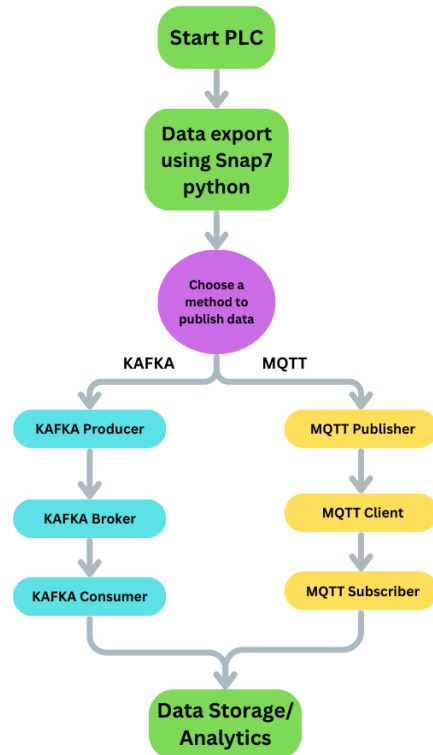 Start PLC
Data export
using Snap7
python
Choose a
method to
publish data
KAFKA
MQTT
KAFKA Producer
MQTT Publisher
KAFKA Broker
MQTT Client
KAFKA Consumer
MQTT Subscriber
Data Storage/
Analytics